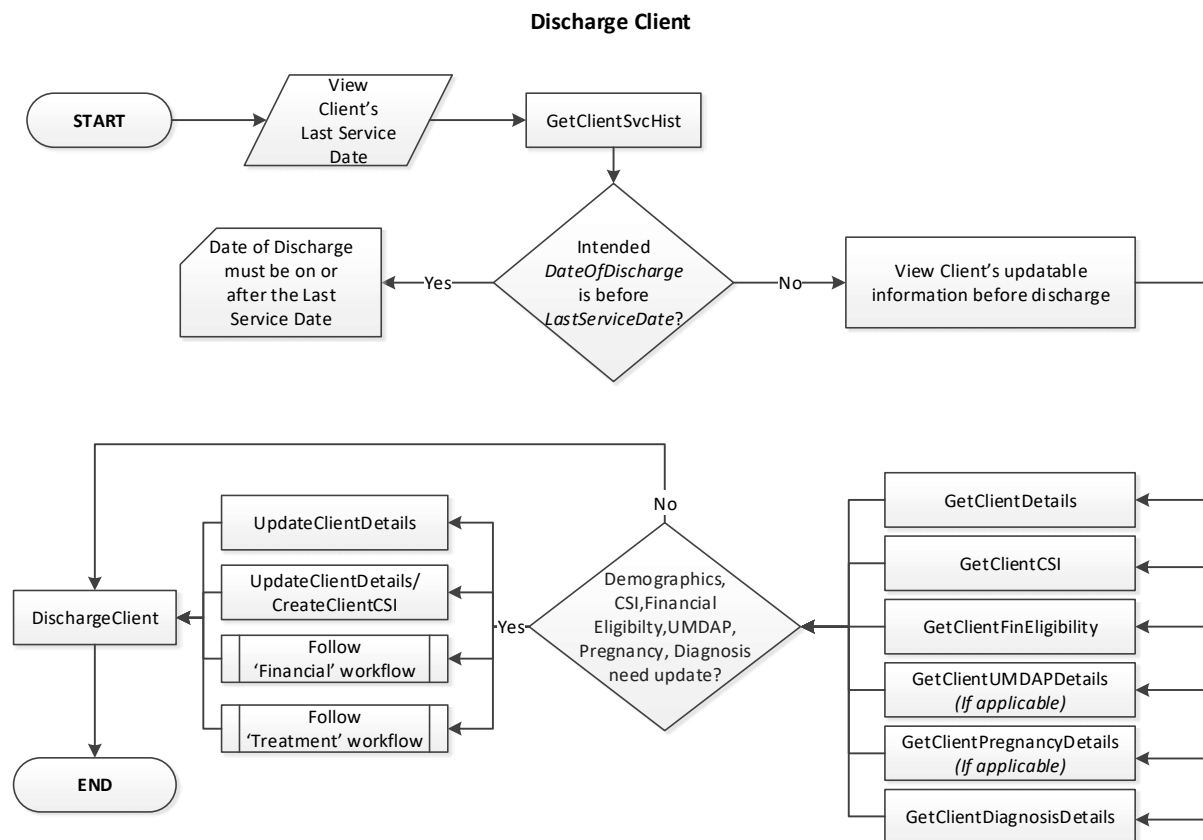 Discharge Client
START
View
Client's
Last Service
Date
GetClientSvcHist
Date of Discharge
must be on or
after the Last
Service Date
Yes
Intended
DateOfDischarge
is before
LastServiceDate?
No
View Client's updatable
information before discharge
No
UpdateClientDetails
UpdateClientDetails/
CreateClientCSI
Follow
'Financial' workflow
Follow
'Treatment' workflow
DischargeClient
END
Yes
Demographics,
CSI,Financial
Eligibilty,UMDAP,
Pregnancy, Diagnosis
need update?
GetClientDetails
GetClientCSI
GetClientFinEligibility
GetClientUMDAPDetails
(If applicable)
GetClientPregnancyDetails
(If applicable)
GetClientDiagnosisDetails